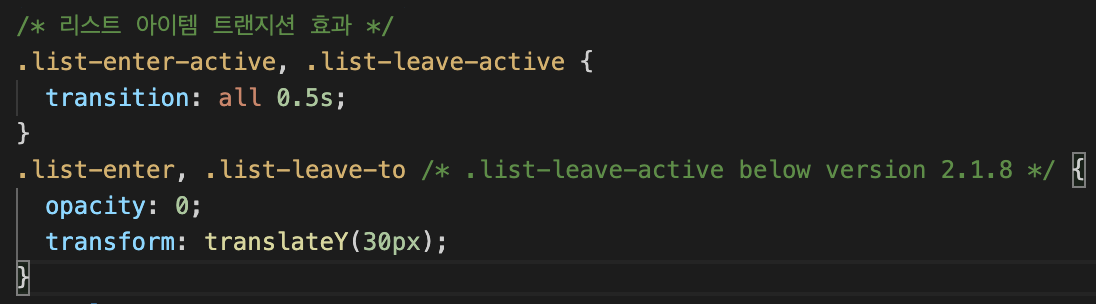 /* 리스트 아이템 트랜지션 효과 */
.list-enter-active, .list-leave-active {
  transition: all 0.5s;
}
.list-enter, .list-leave-to /* .list-leave-active below version 2.1.8 */ {
  opacity: 0;
  transform: translateY(30px);
}